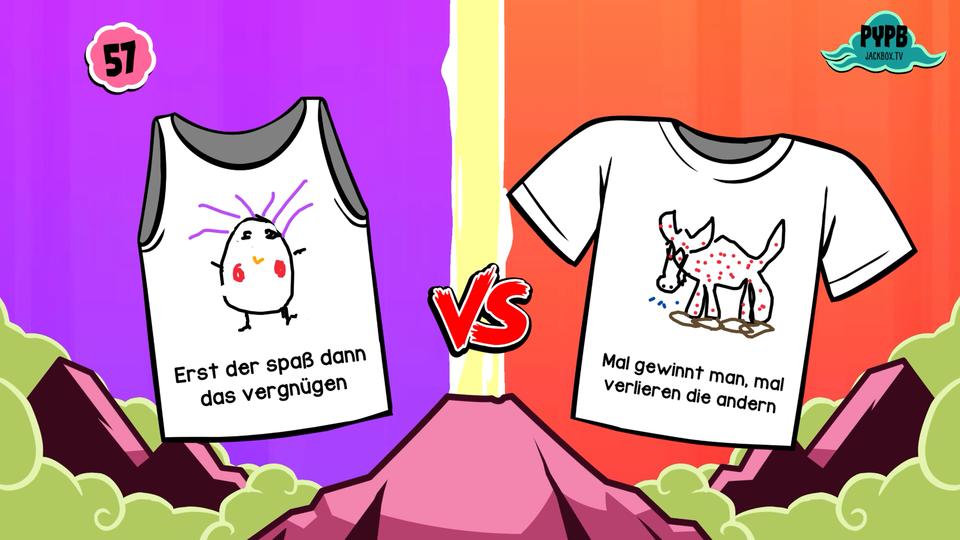 57
PYPB
JACKBOX.TV
VS
Erst der spaß dann
das vergnügen
Mal gewinnt man, mal
verlieren die andern